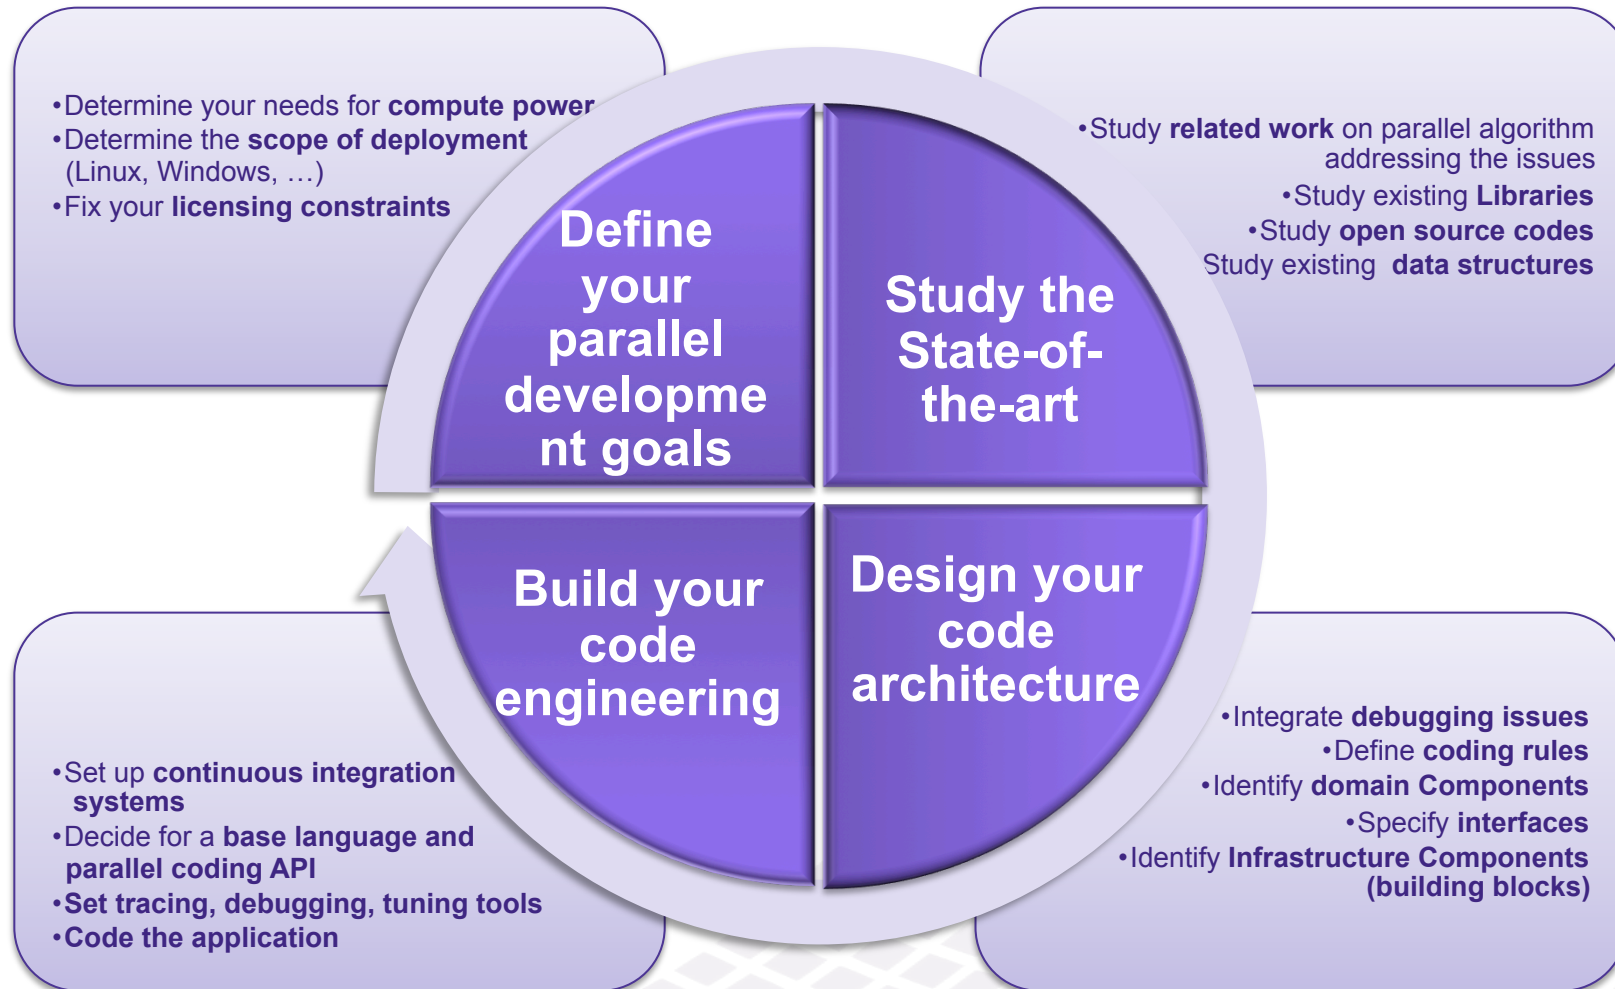 •Determine your needs for compute power
•Determine the scope of deployment
(Linux, Windows, …)
•Fix your licensing constraints
•Study related work on parallel algorithm
addressing the issues
•Study existing Libraries
•Study open source codes
Study existing data structures
Define
your
parallel
developme
nt goals
Study the
State-of-
the-art
Build your
code
engineering
Design your
code
architecture
•Set up continuous integration
systems
•Decide for a base language and
parallel coding API
•Set tracing, debugging, tuning tools
•Code the application
•Integrate debugging issues
•Define coding rules
•Identify domain Components
•Specify interfaces
•Identify Infrastructure Components
(building blocks)